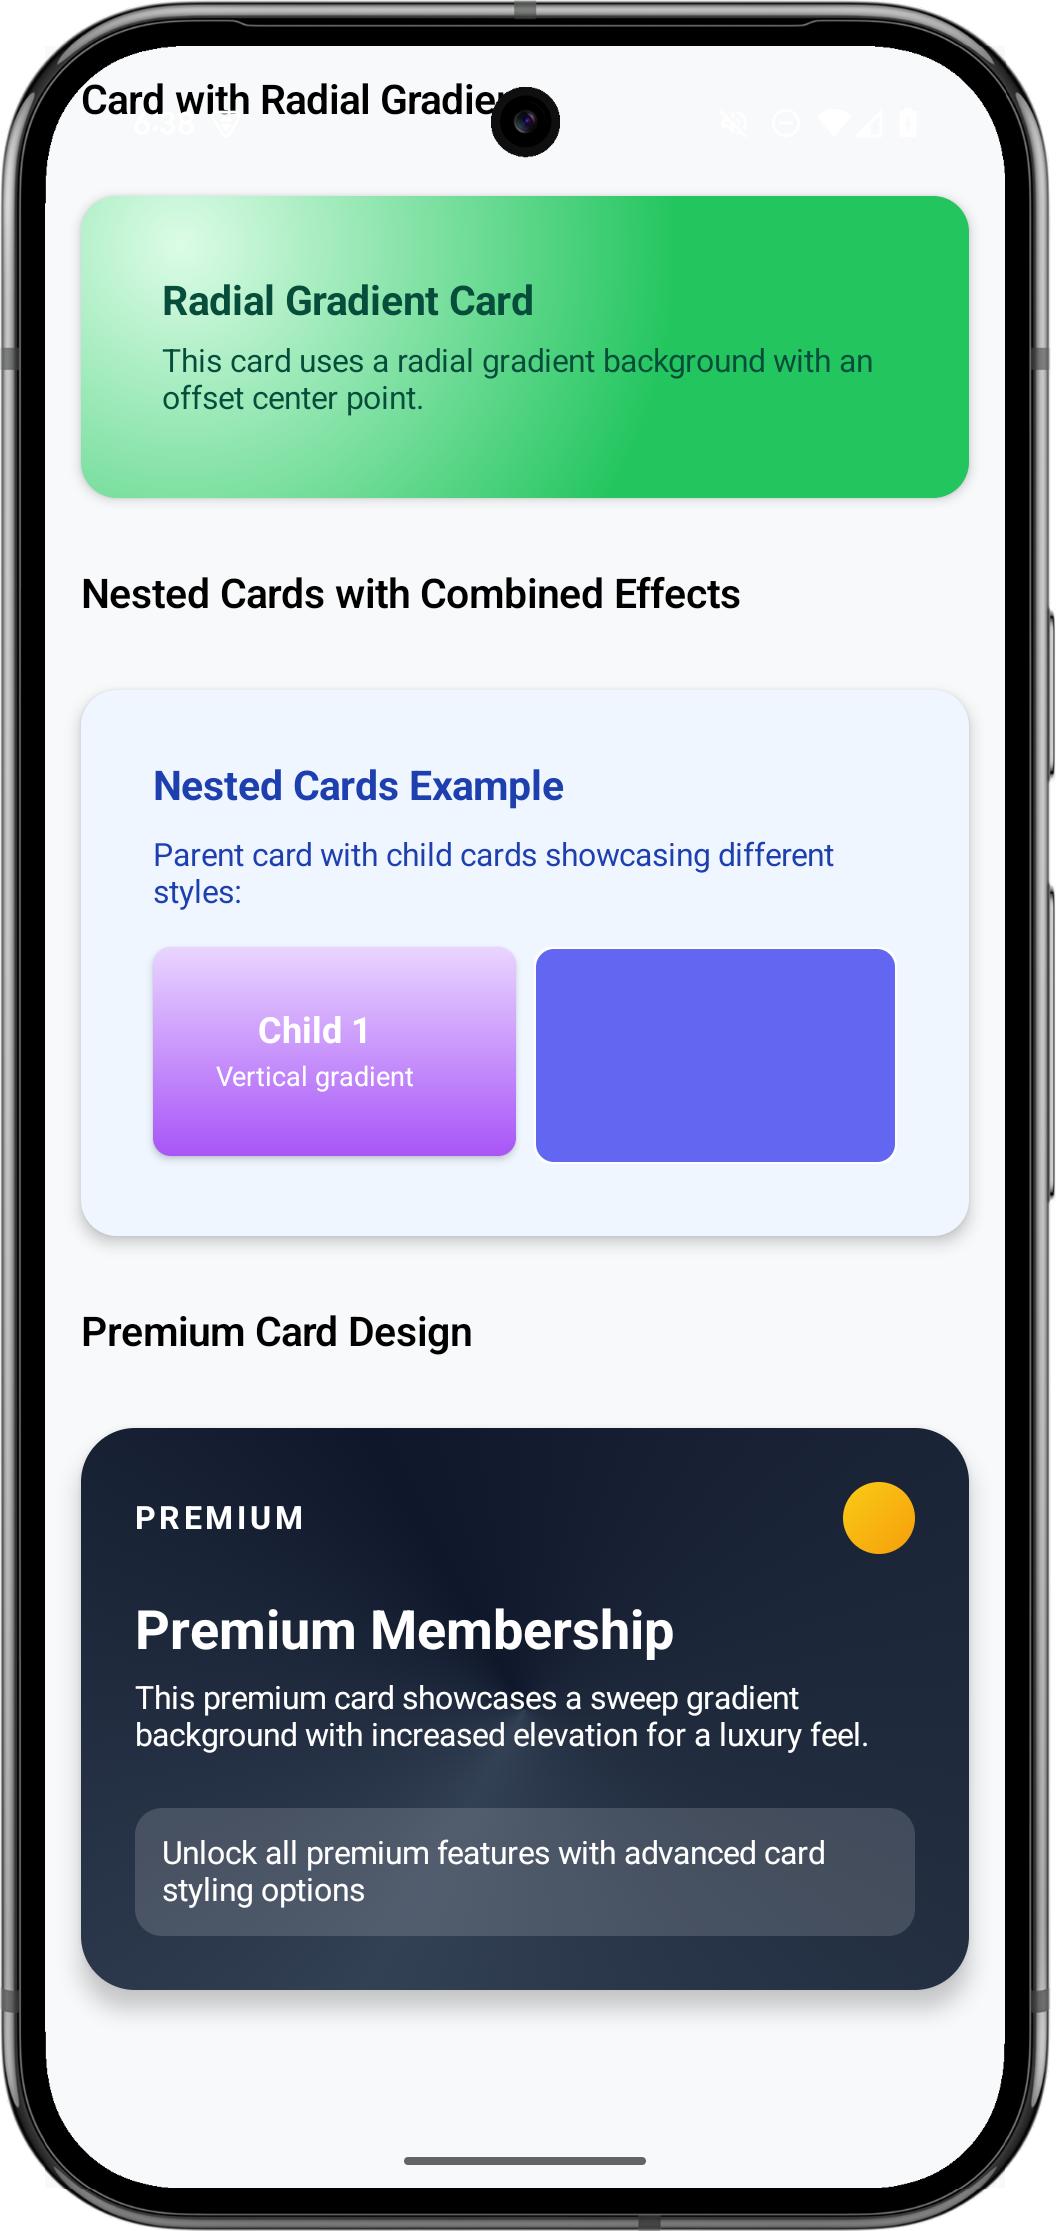 Card with Radial Gradien
6:38
Radial Gradient Card
This card uses a radial gradient background with an
offset center point.
Nested Cards with Combined Effects
Nested Cards Example
Parent card with child cards showcasing different
styles:
Child 1
Vertical gradient
Premium Card Design
PREMIUM
Premium Membership
This premium card showcases a sweep gradient
background with increased elevation for a luxury feel.
Unlock all premium features with advanced card
styling options